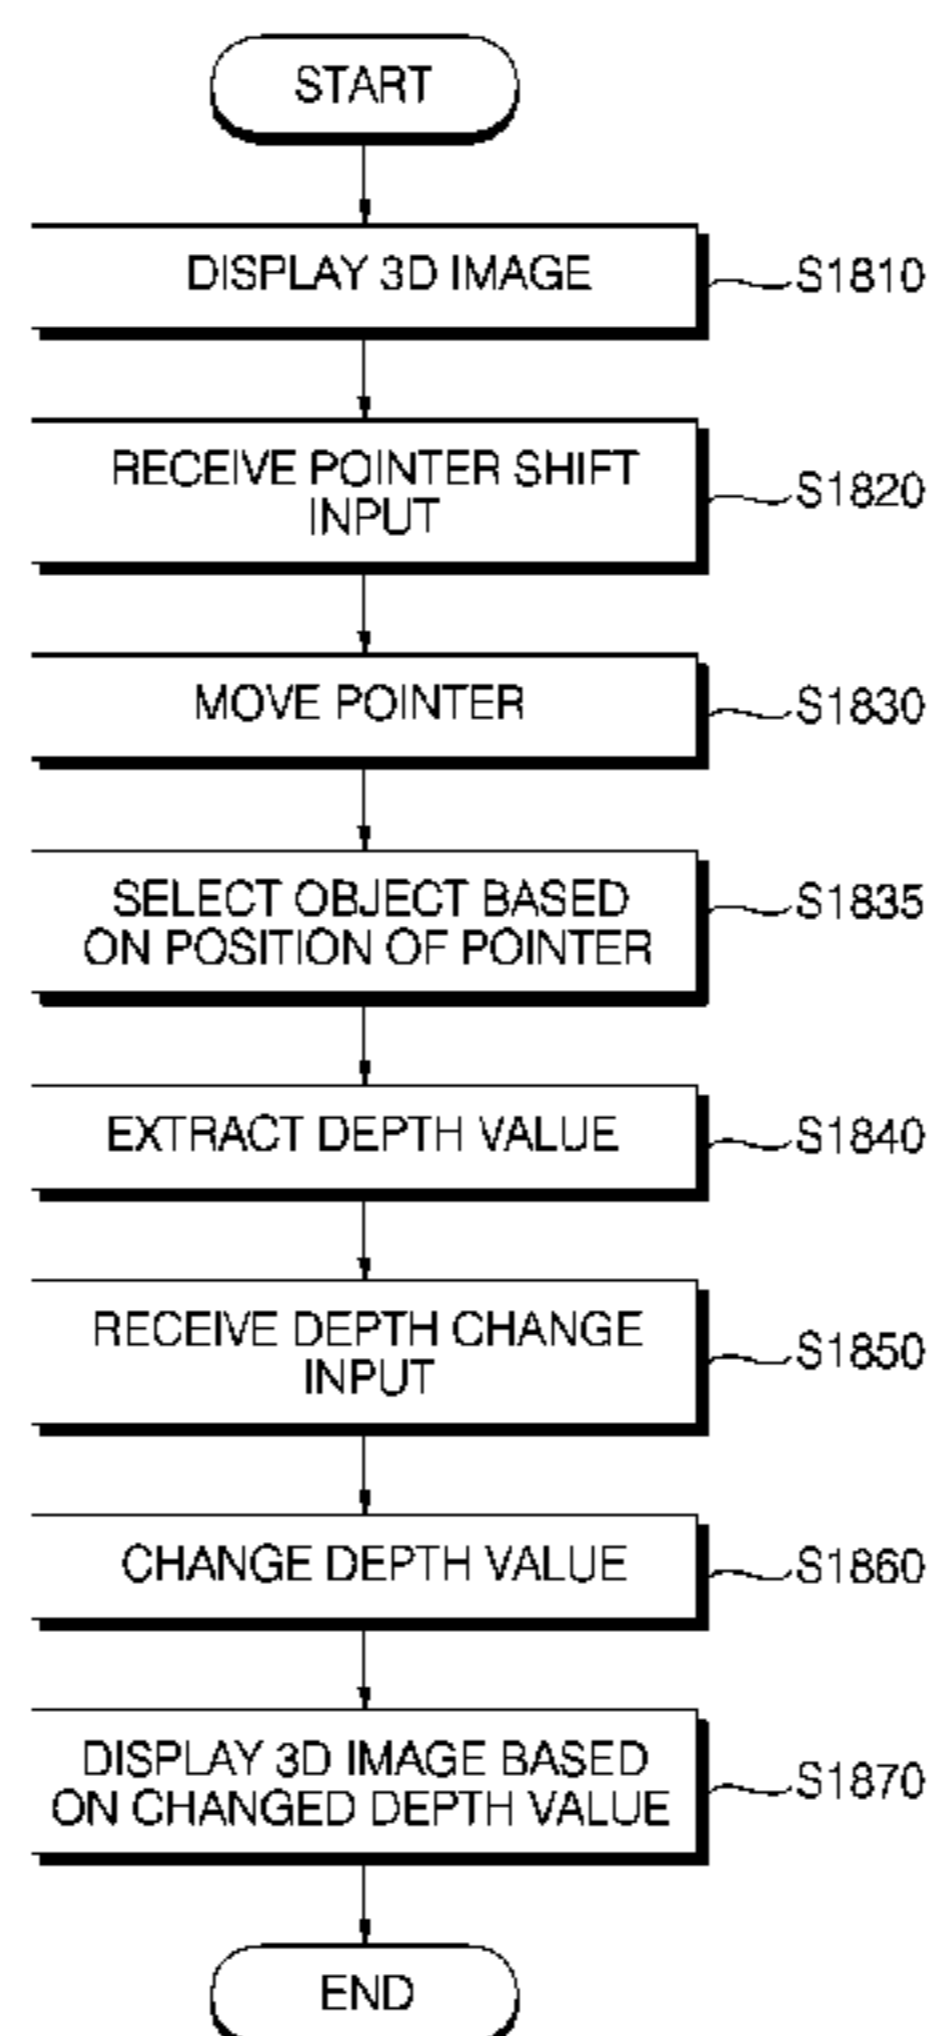 START
DISPLAY 3D IMAGE
S1810
RECEIVE POINTER SHIFT
INPUT
S1820
MOVE POINTER
S1830
SELECT OBJECT BASED
ON POSITION OF POINTER
S1835
EXTRACT DEPTH VALUE
S1840
RECEIVE DEPTH CHANGE
INPUT
S1850
CHANGE DEPTH VALUE
S1860
DISPLAY 3D IMAGE BASED
ON CHANGED DEPTH VALUE
S1870
END